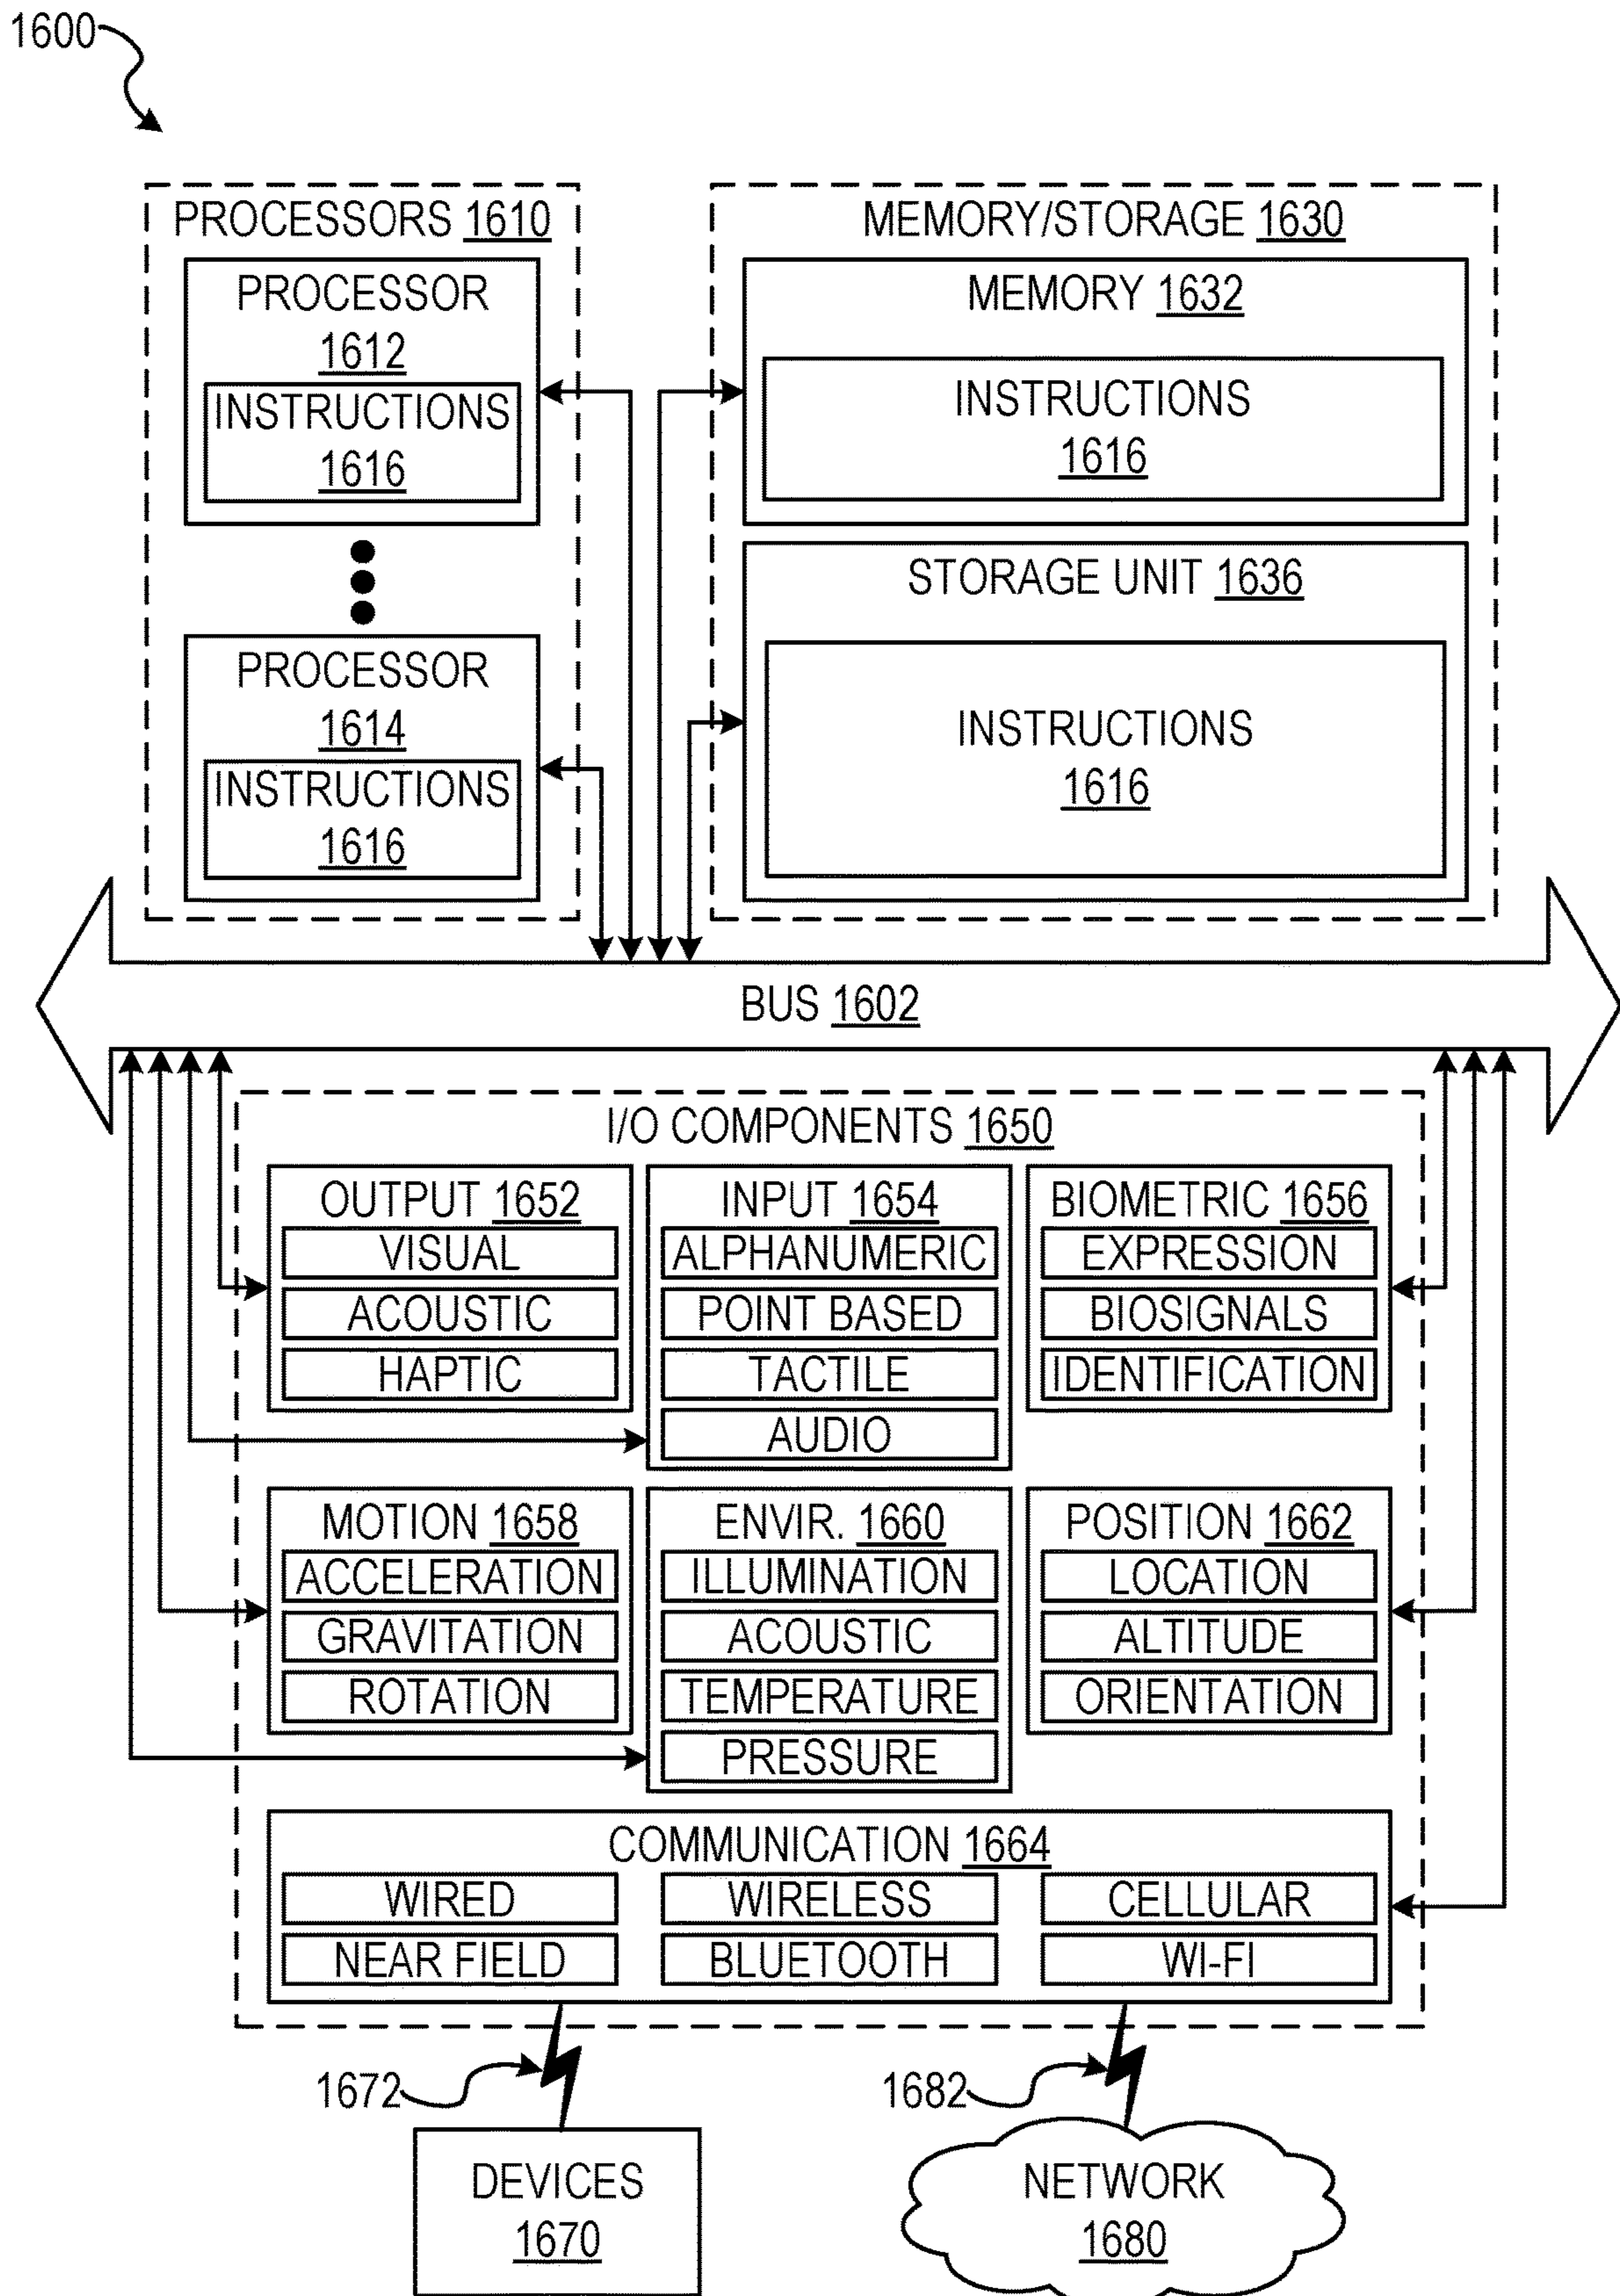 1600
PROCESSORS 1610
PROCESSOR
1612
INSTRUCTIONS
1616
PROCESSOR
1614
INSTRUCTIONS
1616
MEMORY/STORAGE 1630
MEMORY 1632
INSTRUCTIONS
1616
STORAGE UNIT 1636
INSTRUCTIONS
1616
BUS 1602
I/O COMPONENTS 1650
OUTPUT 1652
VISUAL
ACOUSTIC
HAPTIC
INPUT 1654
ALPHANUMERIC
POINT BASED
TACTILE
AUDIO
BIOMETRIC 1656
EXPRESSION
BIOSIGNALS
IDENTIFICATION
MOTION 1658
ACCELERATION
GRAVITATION
ROTATION
ENVIR. 1660
ILLUMINATION
ACOUSTIC
TEMPERATURE
PRESSURE
POSITION 1662
LOCATION
ALTITUDE
ORIENTATION
COMMUNICATION 1664
WIRED
WIRELESS
CELLULAR
NEAR FIELD
BLUETOOTH
WI-FI
1672
1682
DEVICES
1670
NETWORK
1680